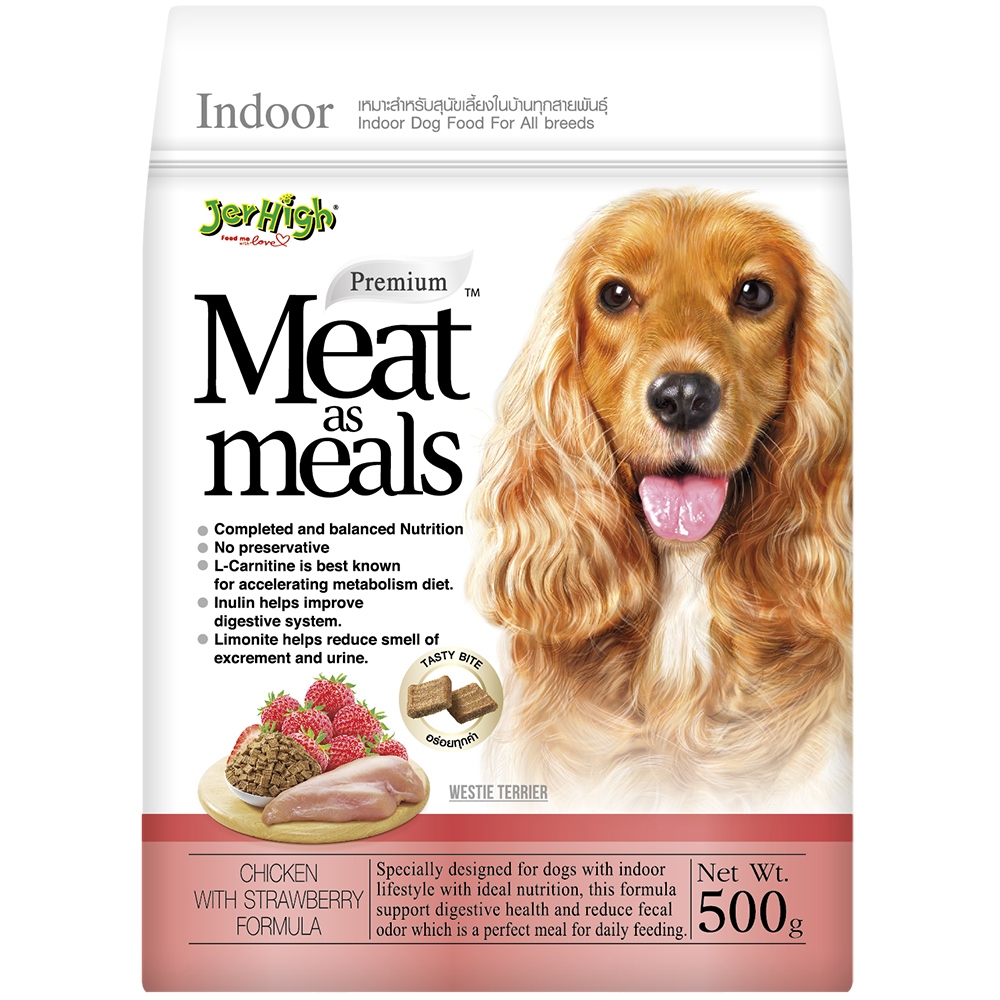 Indoor
เหมาะสำหรับสุนัขเลี้ยงในบ้านทุกสายพันธุ์
Indoor Dog Food For All breeds
JerHigh®
Feed me with love
Premium
Meat™
as
meals
Completed and balanced Nutrition
No preservative
L-Carnitine is best known
for accelerating metabolism diet.
Inulin helps improve
digestive system.
Limonite helps reduce smell of
excrement and urine.
TASTY BITE
อร่อยทุกคำ
WESTIE TERRIER
CHICKEN
WITH STRAWBERRY
FORMULA
Specially designed for dogs with indoor
lifestyle with ideal nutrition, this formula
support digestive health and reduce fecal
odor which is a perfect meal for daily feeding.
Net Wt.
500g